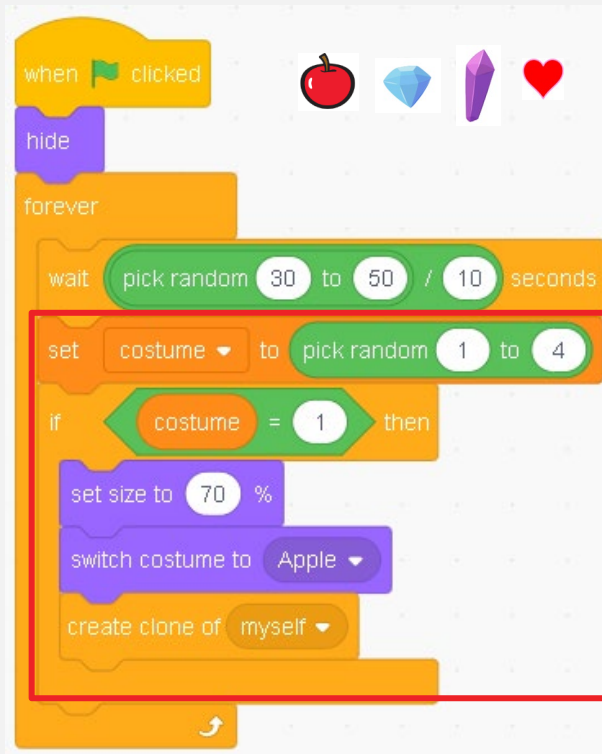 when clicked
hide
forever
wait pick random 30 to 50 / 10 seconds
set costume to pick random 1 to 4
if costume = 1 then
set size to 70 %
switch costume to Apple
create clone of myself